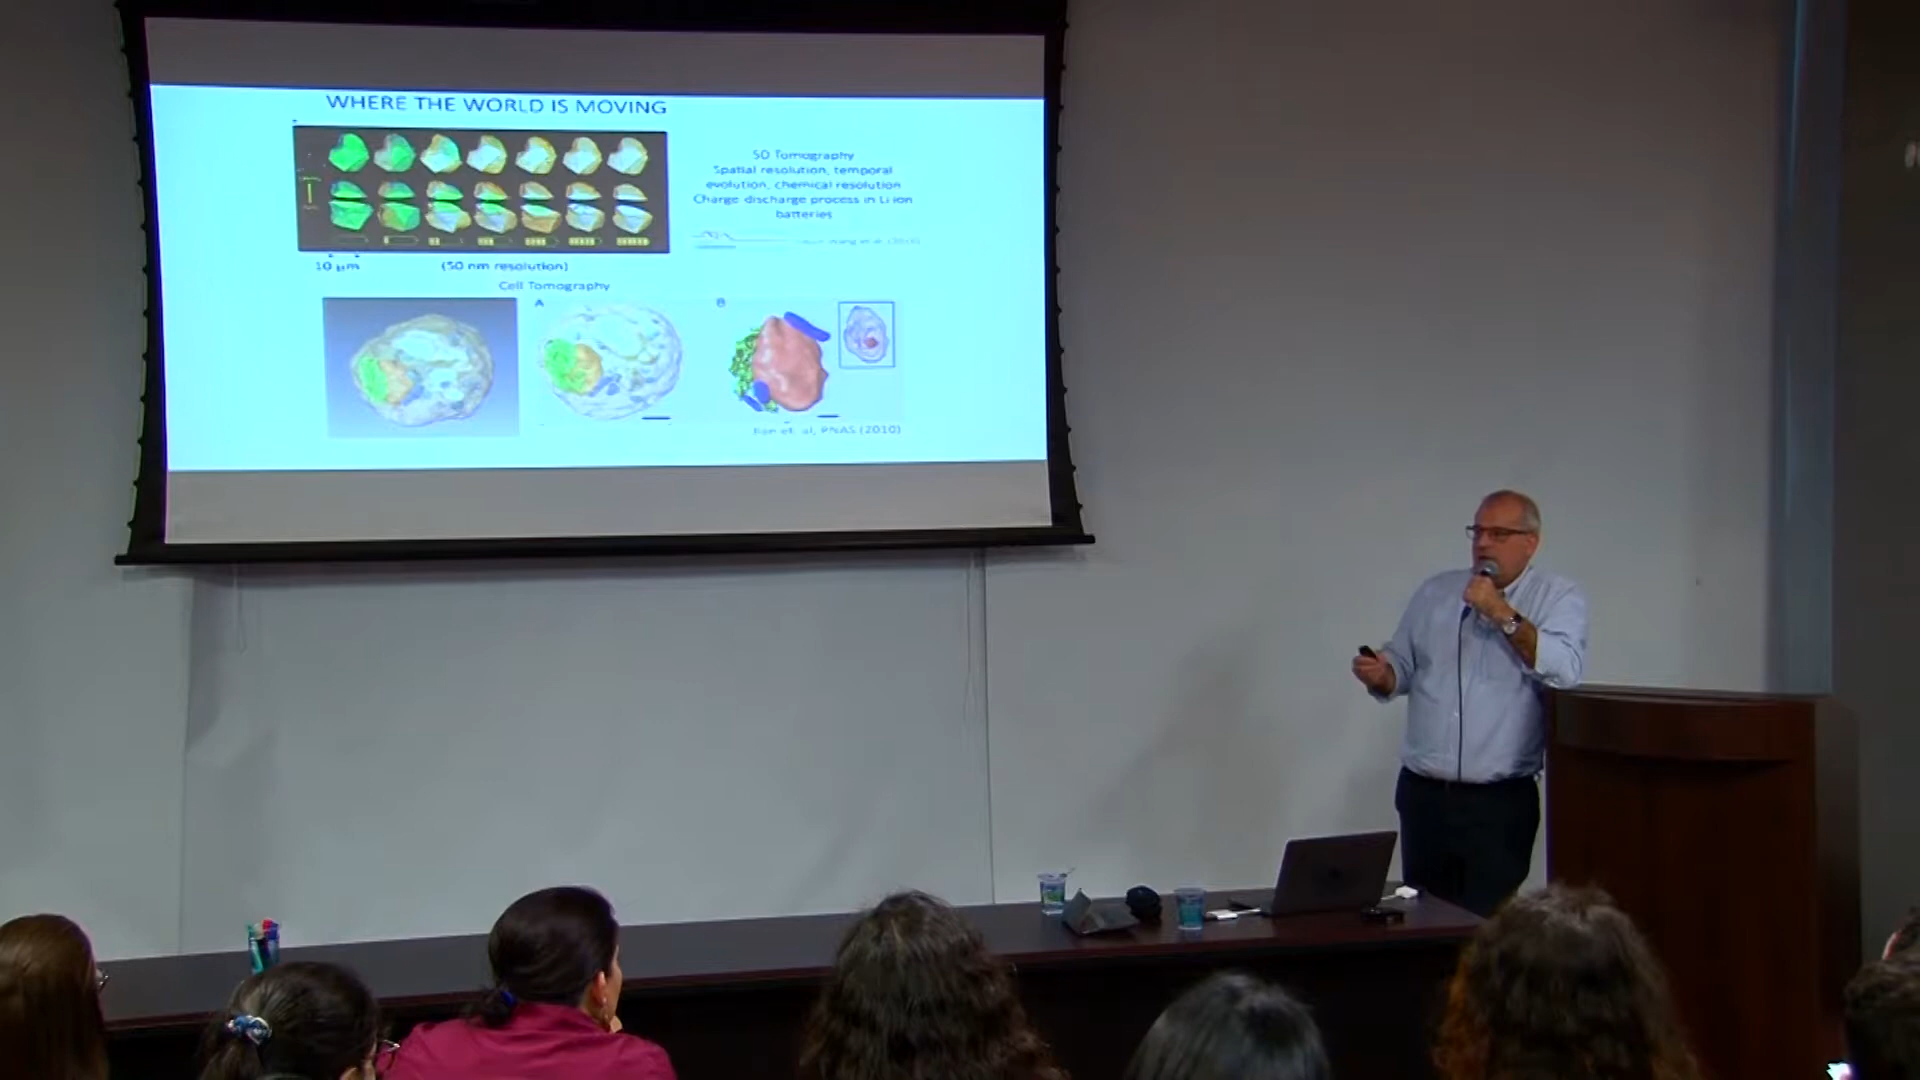 WHERE THE WORLD IS MOVING
5D Tomography
Spatial resolution, temporal
evolution, chemical resolution
Charge discharge process in Li ion
batteries
10 μm
(50 nm resolution)
Cell Tomography
A
B
et. al, PNAS (2010)